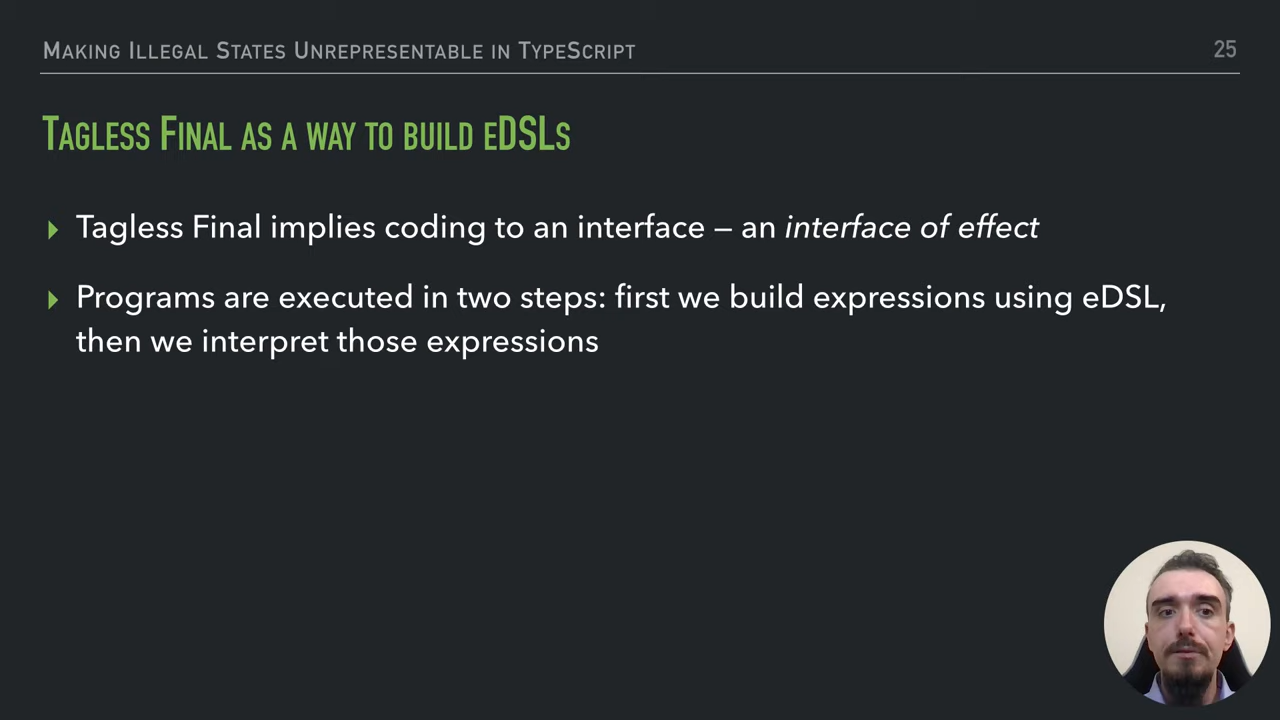 Making Illegal States Unrepresentable in TypeScript 25
Tagless Final as a way to build eDSLs
Tagless Final implies coding to an interface – an interface of effect
Programs are executed in two steps: first we build expressions using eDSL,
then we interpret those expressions